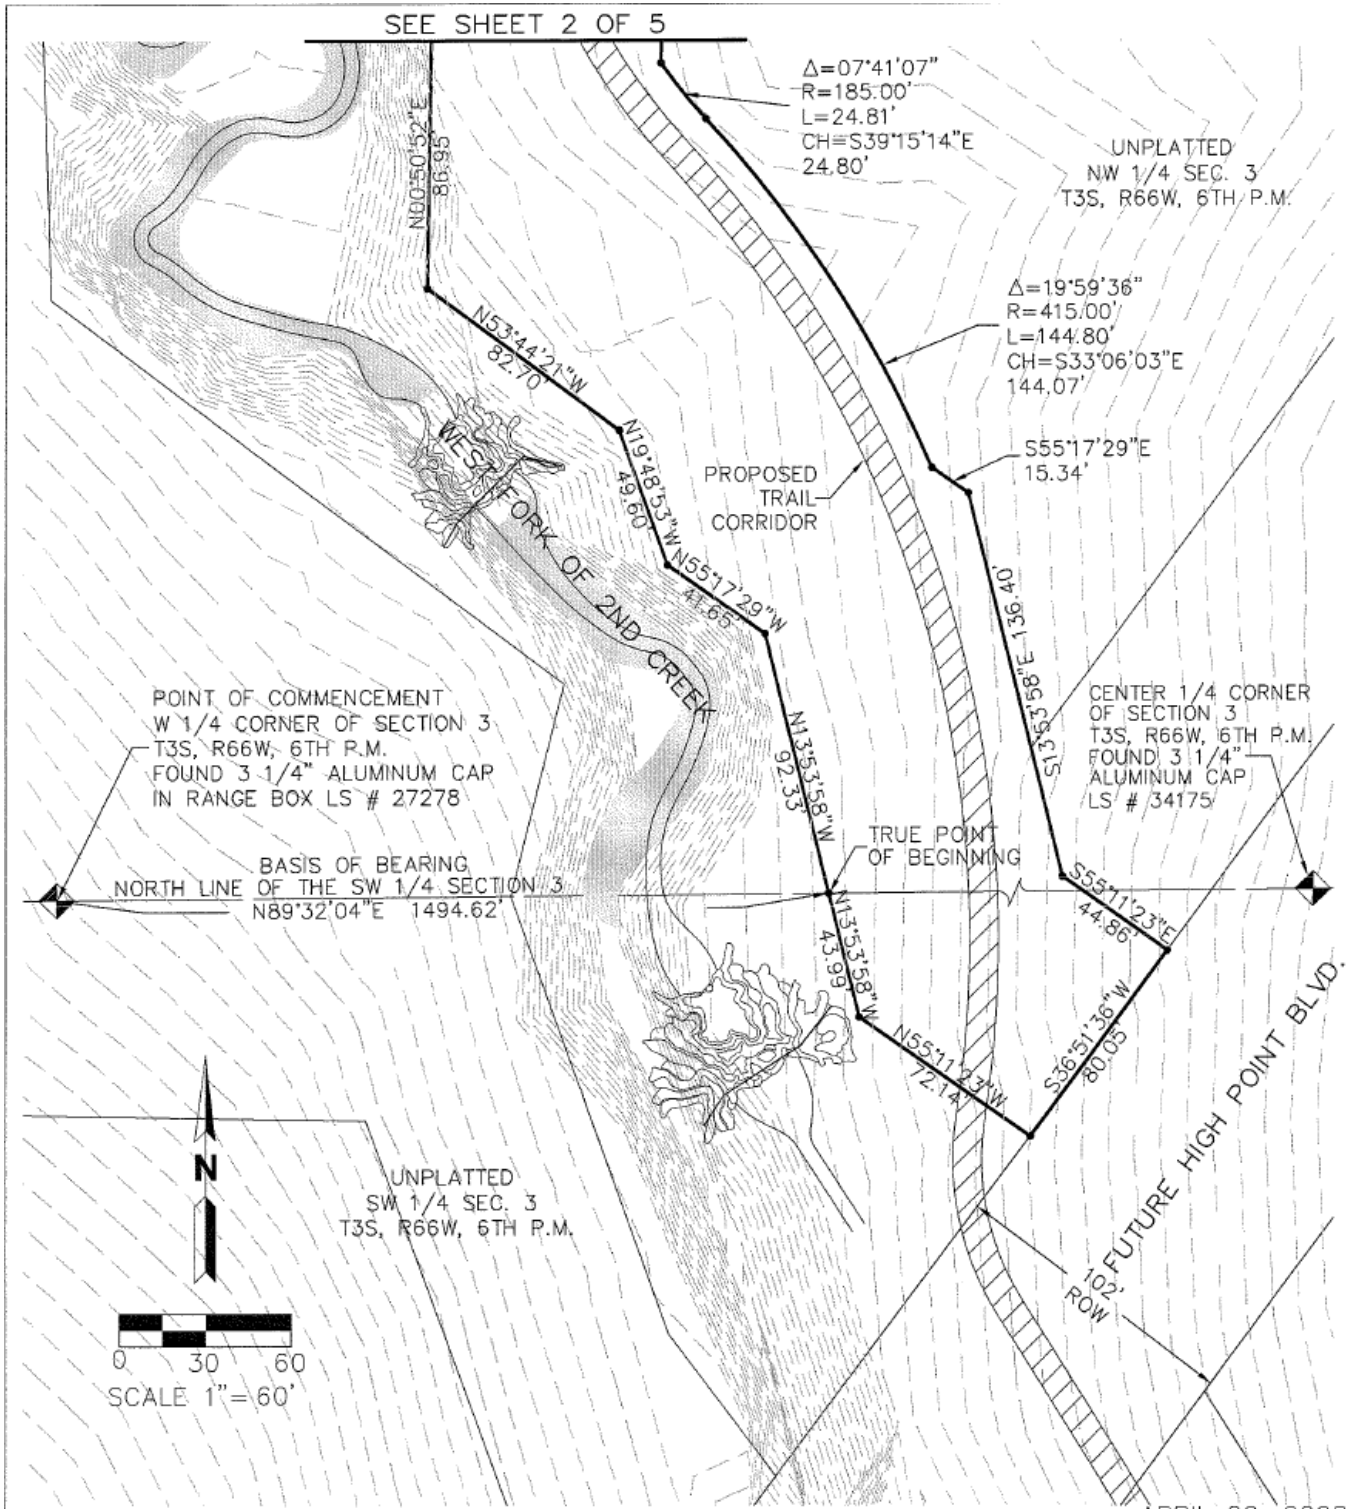 SEE SHEET 2 OF 5
Δ=07°41'07"
R=185.00'
L=24.81'
CH=S39°15'14"E
24.80'
UNPLATTED
NW 1/4 SEC. 3
T3S, R66W, 6TH P.M.
N00°50'52"E
86.95'
Δ=19°59'36"
R=415.00'
L=144.80'
CH=S33°06'03"E
144.07'
N53°44'21"W
82.70'
N19°48'53"W
49.60'
S55°17'29"E
15.34'
PROPOSED
TRAIL
CORRIDOR
WEST FORK OF 2ND CREEK
N55°17'29"W
41.65'
S13°53'58"E 136.40'
POINT OF COMMENCEMENT
W 1/4 CORNER OF SECTION 3
T3S, R66W, 6TH P.M.
FOUND 3 1/4" ALUMINUM CAP
IN RANGE BOX LS # 27278
N13°53'58"W
92.33'
CENTER 1/4 CORNER
OF SECTION 3
T3S, R66W, 6TH P.M.
FOUND 3 1/4"
ALUMINUM CAP
LS # 34175
TRUE POINT
OF BEGINNING
BASIS OF BEARING
NORTH LINE OF THE SW 1/4 SECTION 3
N89°32'04"E 1494.62'
S55°11'23"E
44.86'
N13°53'58"W
43.99'
N55°11'23"W
72.14'
S36°51'36"W
80.05'
FUTURE HIGH POINT BLVD.
102'
ROW
N
UNPLATTED
SW 1/4 SEC. 3
T3S, R66W, 6TH P.M.
0 30 60
SCALE 1"=60'